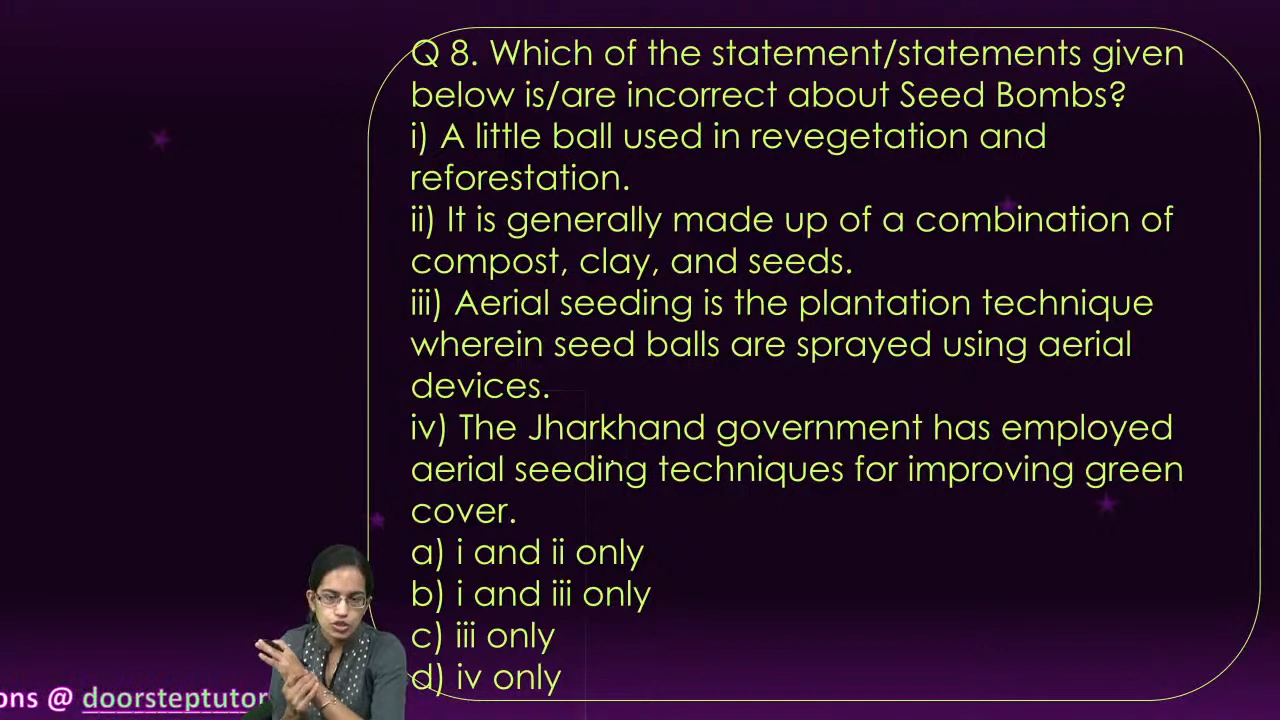 Q 8. Which of the statement/statements given
below is/are incorrect about Seed Bombs?
i) A little ball used in revegetation and
reforestation.
ii) It is generally made up of a combination of
compost, clay, and seeds.
iii) Aerial seeding is the plantation technique
wherein seed balls are sprayed using aerial
devices.
iv) The Jharkhand government has employed
aerial seeding techniques for improving green
cover.
a) i and ii only
b) i and iii only
c) iii only
d) iv only
ons @ doorsteptutor